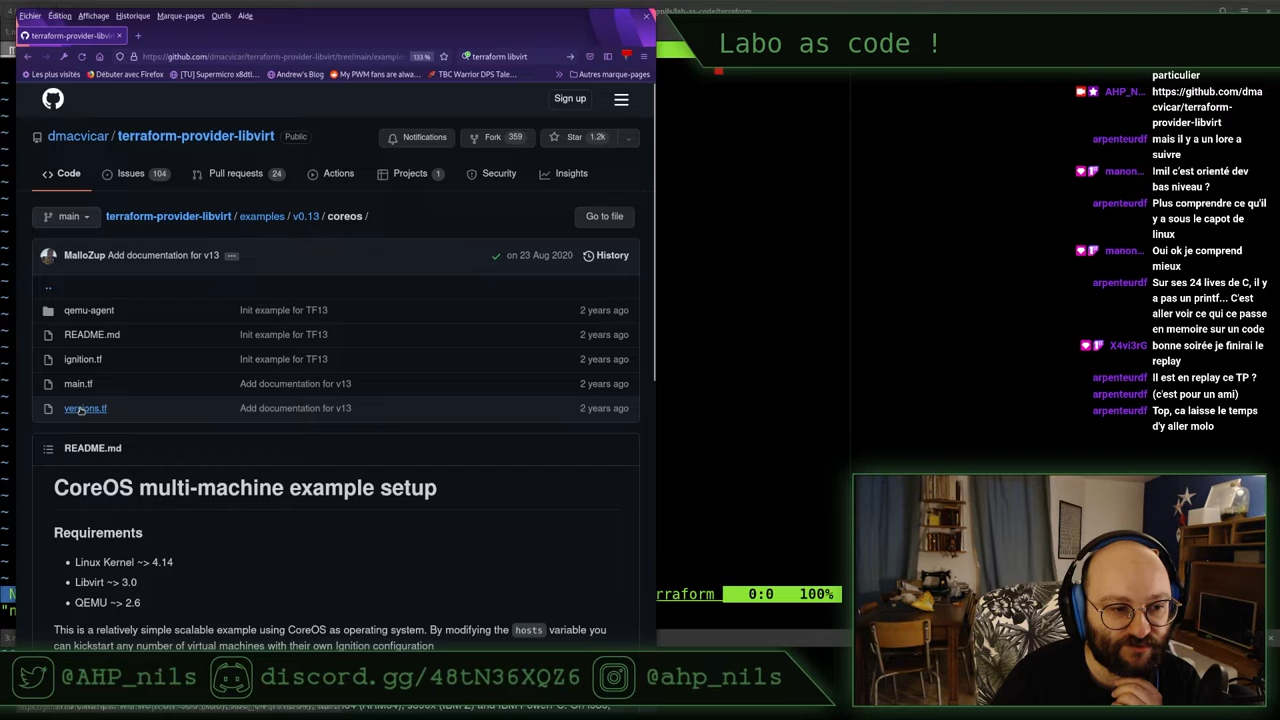 Fichier Édition Affichage Historique Marque-pages Outils Aide
terraform-provider-libvir
https://github.com/dmacvicar/terraform-provider-libvirt/tree/main/example
133 %
terraform libvirt
Les plus visités
Débuter avec Firefox
[TU] Supermicro x8dti...
Andrew's Blog
My PWM fans are alwa...
TBC Warrior DPS Tale...
Autres marque-pages
Sign up
dmacvicar / terraform-provider-libvirt Public
Notifications
Fork 359
Star 1.2k
Code
Issues 104
Pull requests 24
Actions
Projects 1
Security
Insights
main
terraform-provider-libvirt / examples / v0.13 / coreos /
Go to file
MalloZup Add documentation for v13
on 23 Aug 2020
History
..
qemu-agent Init example for TF13 2 years ago
README.md Init example for TF13 2 years ago
ignition.tf Init example for TF13 2 years ago
main.tf Add documentation for v13 2 years ago
versions.tf Add documentation for v13 2 years ago
README.md
CoreOS multi-machine example setup
Requirements
Linux Kernel ~> 4.14
Libvirt ~> 3.0
QEMU ~> 2.6
This is a relatively simple scalable example using CoreOS as operating system. By modifying the hosts variable you
can kickstart any number of virtual machines with their own Ignition configuration
rraform 0:0 100%
Labo as code !
particulier
AHP_N... https://github.com/dma
cvicar/terraform-
provider-libvirt
arpenteurdf mais il y a un lore a
suivre
manon... Imil c'est orienté dev
bas niveau ?
arpenteurdf Plus comprendre ce qu'il
y a sous le capot de
linux
manon... Oui ok je comprend
mieux
arpenteurdf Sur ses 24 lives de C, il y
a pas un printf... C'est
aller voir ce qui ce passe
en memoire sur un code
X4vi3rG bonne soirée je finirai le
replay
arpenteurdf Il est en replay ce TP ?
arpenteurdf (c'est pour un ami)
arpenteurdf Top, ca laisse le temps
d'y aller molo
@AHP_nils
discord.gg/48tN36XQZ6
@ahp_nils